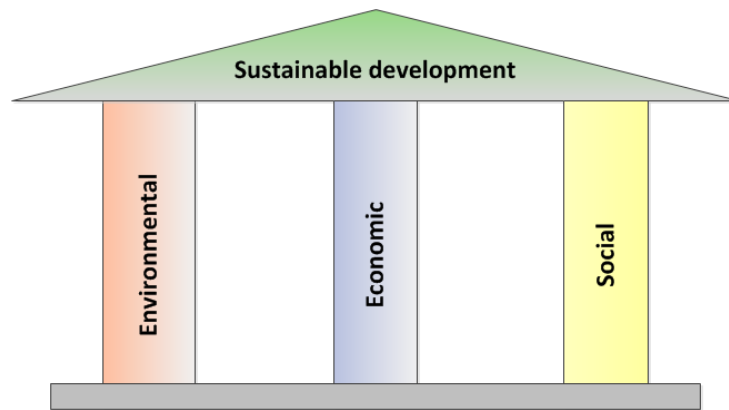 Sustainable development
Environmental
Economic
Social